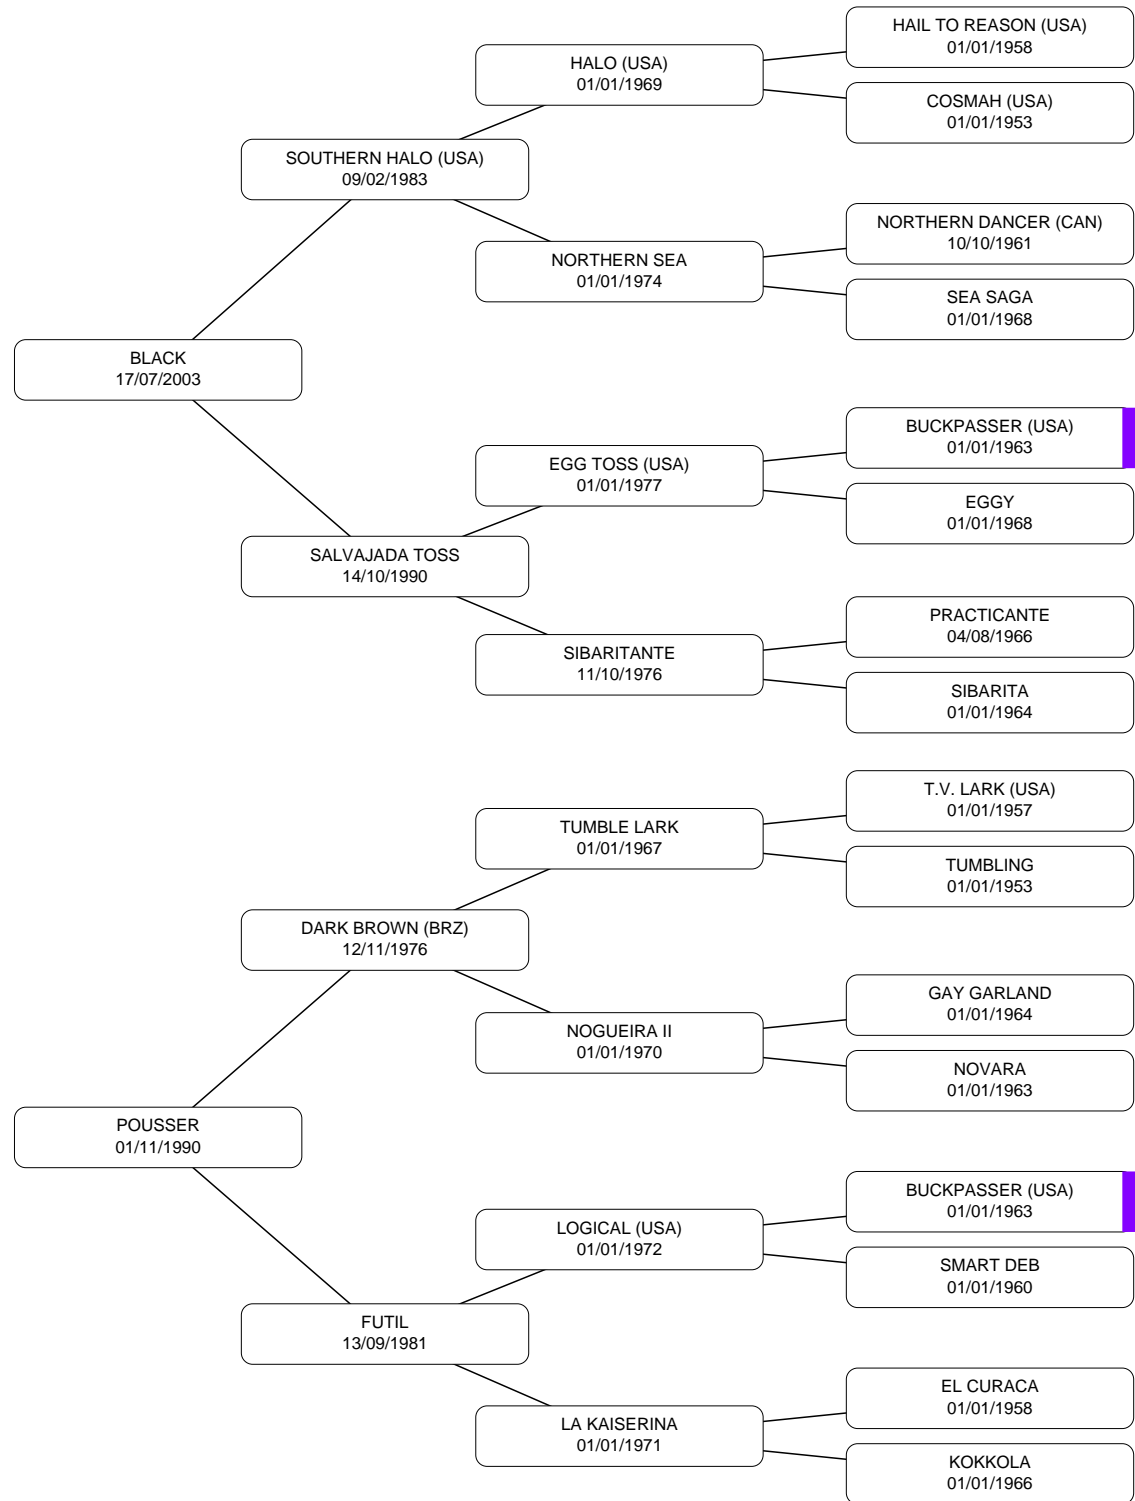 HAIL TO REASON (USA)
01/01/1958
HALO (USA)
01/01/1969
COSMAH (USA)
01/01/1953
SOUTHERN HALO (USA)
09/02/1983
NORTHERN DANCER (CAN)
10/10/1961
NORTHERN SEA
01/01/1974
SEA SAGA
01/01/1968
BLACK
17/07/2003
BUCKPASSER (USA)
01/01/1963
EGG TOSS (USA)
01/01/1977
EGGY
01/01/1968
SALVAJADA TOSS
14/10/1990
PRACTICANTE
04/08/1966
SIBARITANTE
11/10/1976
SIBARITA
01/01/1964
T.V. LARK (USA)
01/01/1957
TUMBLE LARK
01/01/1967
TUMBLING
01/01/1953
DARK BROWN (BRZ)
12/11/1976
GAY GARLAND
01/01/1964
NOGUEIRA II
01/01/1970
NOVARA
01/01/1963
POUSSER
01/11/1990
BUCKPASSER (USA)
01/01/1963
LOGICAL (USA)
01/01/1972
SMART DEB
01/01/1960
FUTIL
13/09/1981
EL CURACA
01/01/1958
LA KAISERINA
01/01/1971
KOKKOLA
01/01/1966